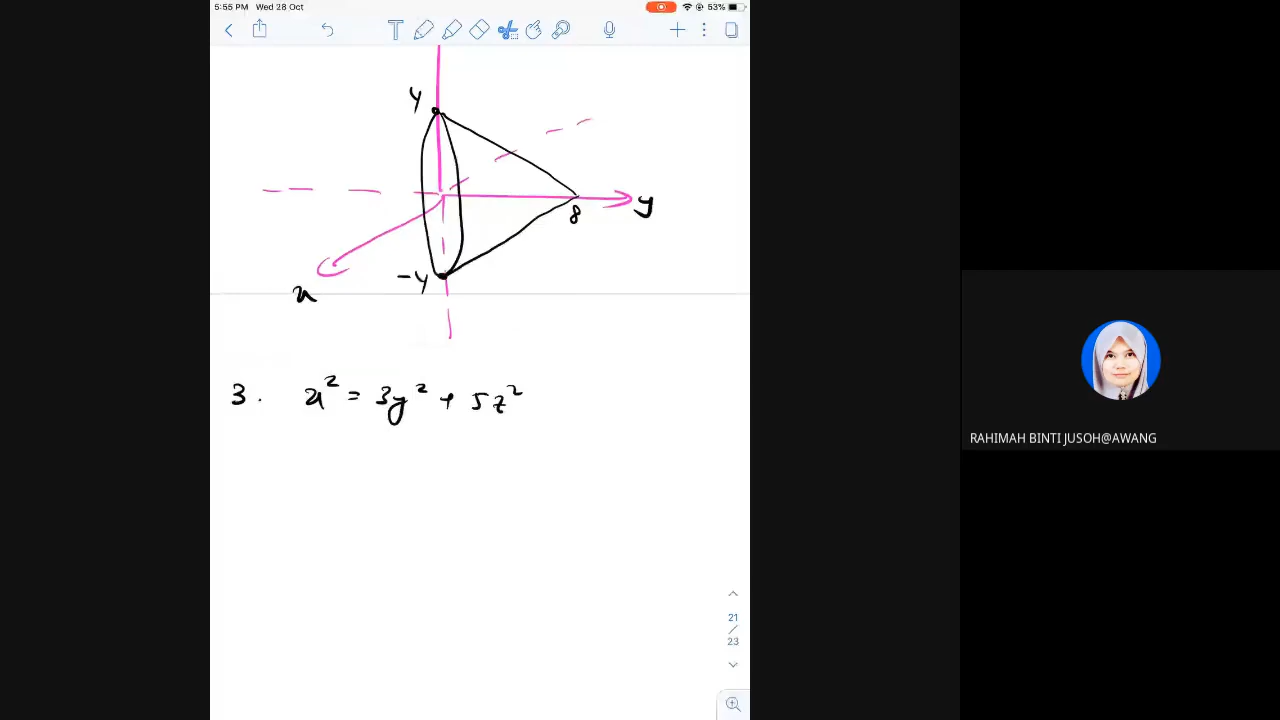 5:55 PM Wed 28 Oct
53%
T
4
y
8
-4
x
3. x² = 3y² + 5z²
21
/
23
RAHIMAH BINTI JUSOH@AWANG